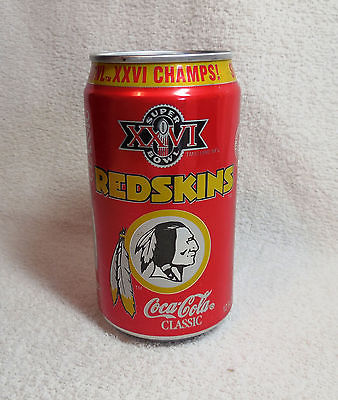 XXVI CHAMPS!
SUPER
XXVI
BOWL
REDSKINS
Coca-Cola
CLASSIC